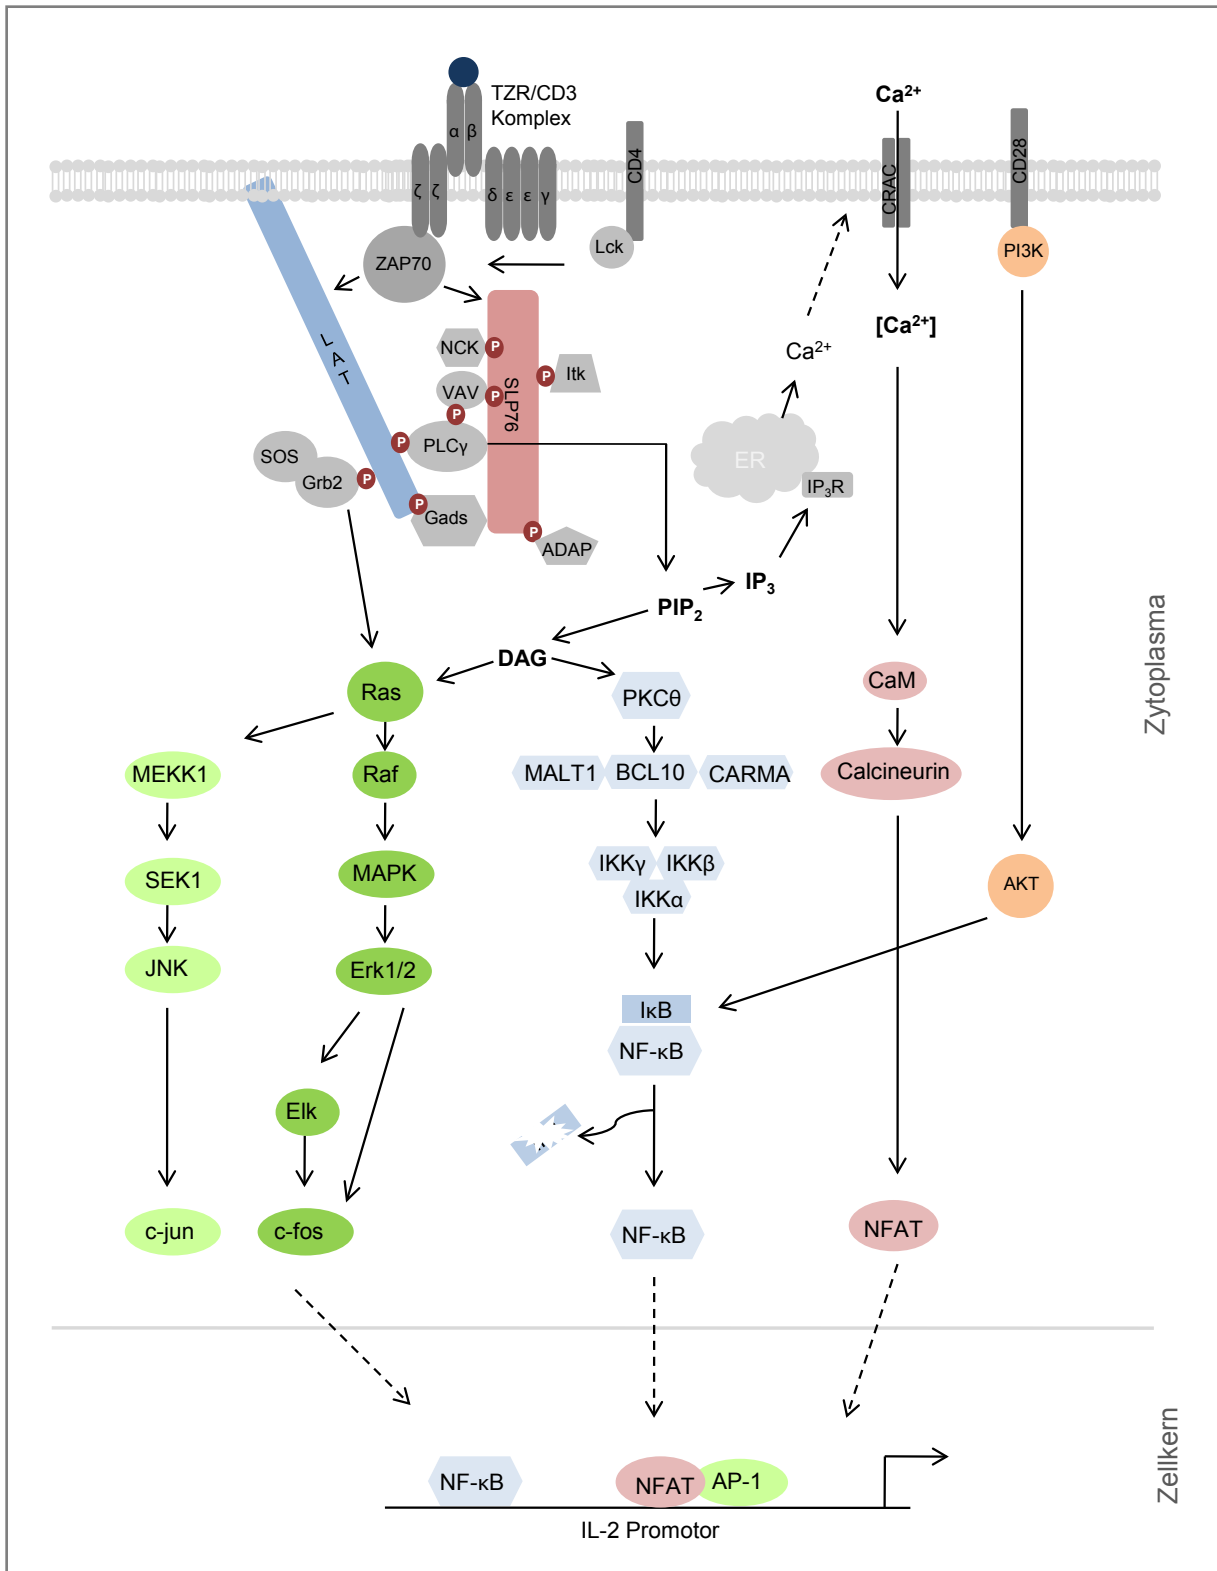 TZR/CD3
Komplex
Ca²⁺
α
β
CD4
CD28
CRAC
ζ
ζ
δ
ε
ε
γ
Lck
PI3K
ZAP70
[Ca²⁺]
LAT
NCK
P
SLP76
P
Itk
Ca²⁺
VAV
P
P
P
PLCγ
SOS
Grb2
P
ER
IP₃R
P
Gads
P
ADAP
IP₃
PIP₂
DAG
Zytoplasma
Ras
PKCθ
CaM
MEKK1
Raf
MALT1
BCL10
CARMA
Calcineurin
SEK1
MAPK
IKKγ
IKKβ
IKKα
AKT
JNK
Erk1/2
IκB
NF-κB
Elk
c-jun
c-fos
NF-κB
NFAT
Zellkern
NF-κB
NFAT
AP-1
IL-2 Promotor